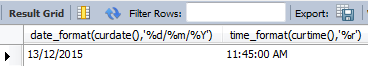 Result Grid Filter Rows: Export:
date_format(curdate(),'%d/%m/%Y') time_format(curtime(),'%r')
13/12/2015 11:45:00 AM